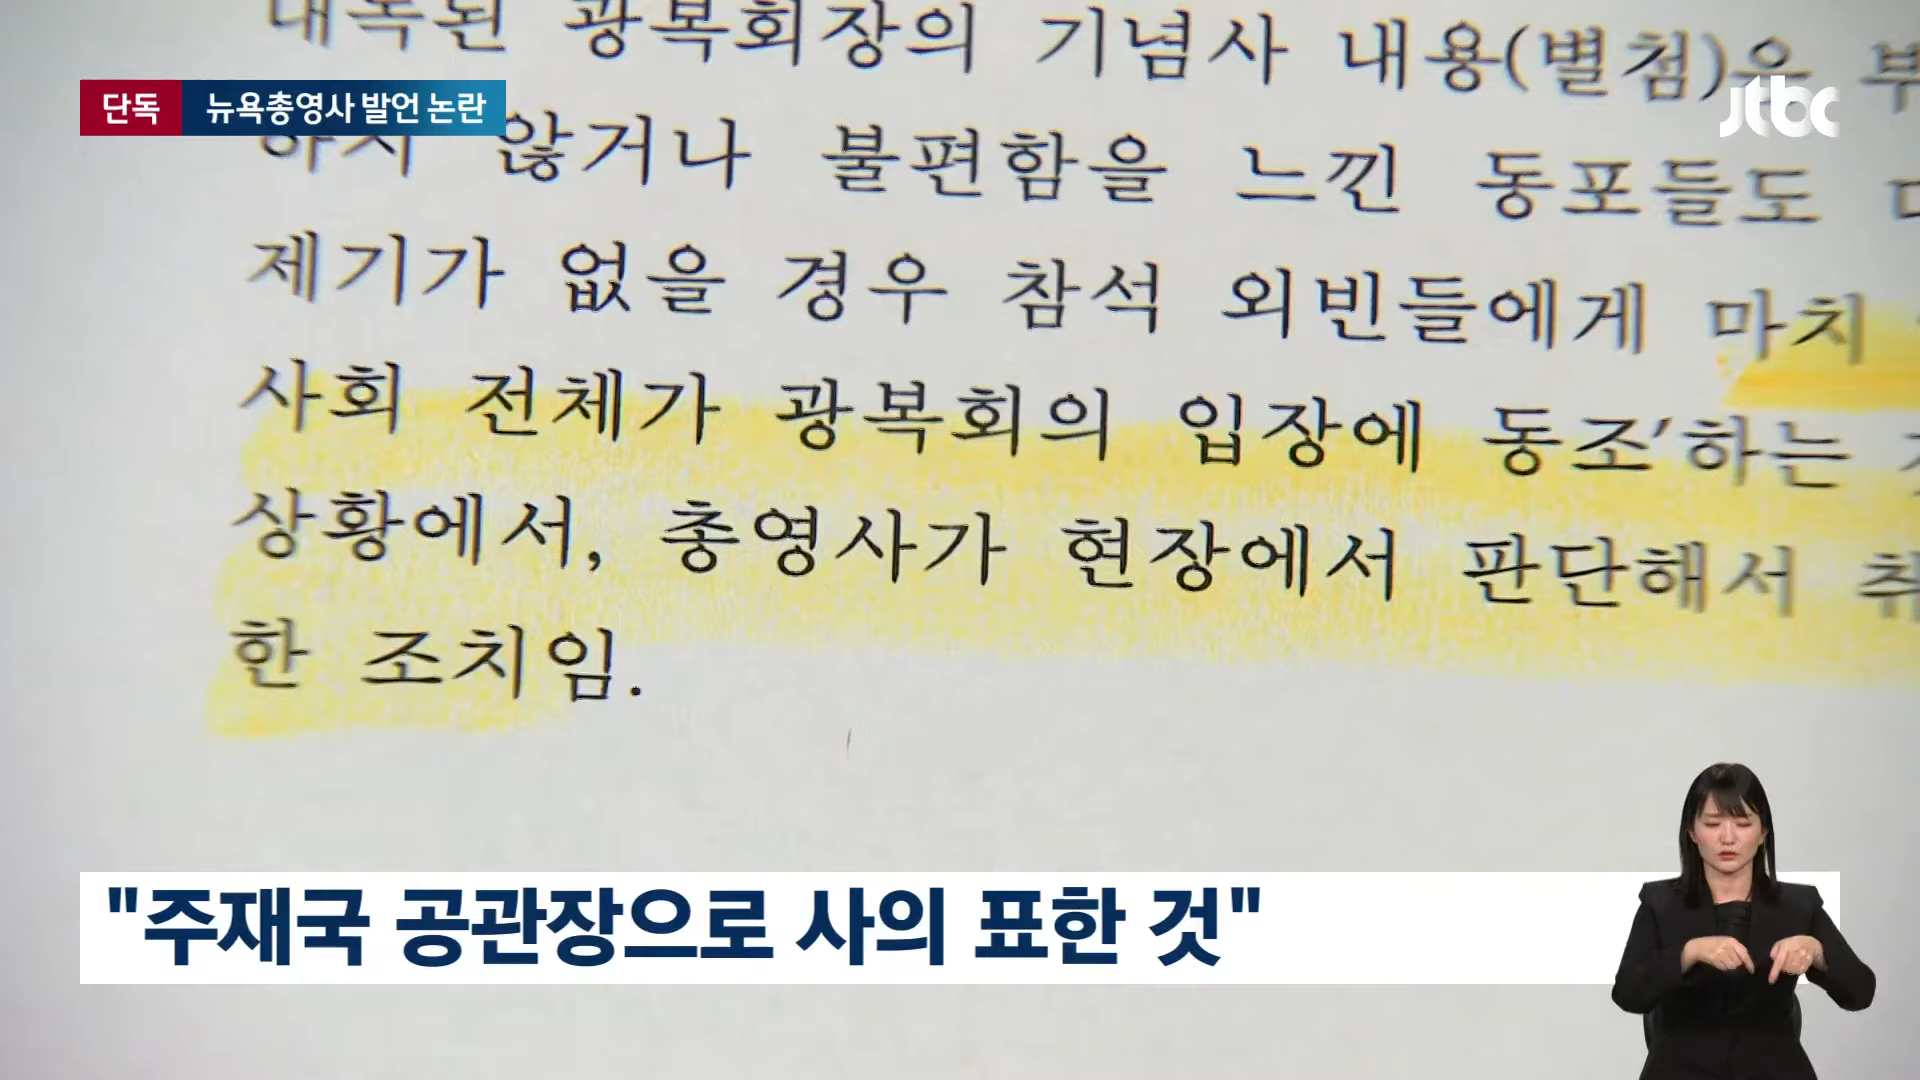 단독 뉴욕총영사 발언 논란
jtbc
광복회장의 기념사 내용(별첨)은
않거나 불편함을 느낀 동포들도
제기가 없을 경우 참석 외빈들에게 마치
사회 전체가 광복회의 입장에 동조'하는
상황에서, 총영사가 현장에서 판단해서 취
한 조치임.
"주재국 공관장으로 사의 표한 것"